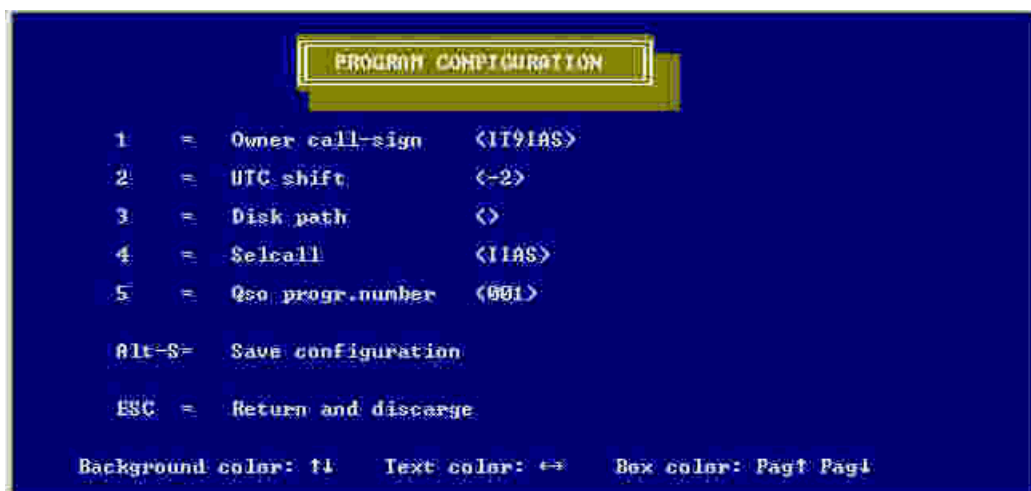 PROGRAM CONFIGURATION
1 = Owner call-sign <IT9IAS>
2 = UTC shift <-2>
3 = Disk path <>
4 = Selcall <IIAS>
5 = Qso progr.number <001>
Alt-S= Save configuration
ESC = Return and discarge
Background color: ↑↓ Text color: ↔ Box color: Pag↑ Pag↓